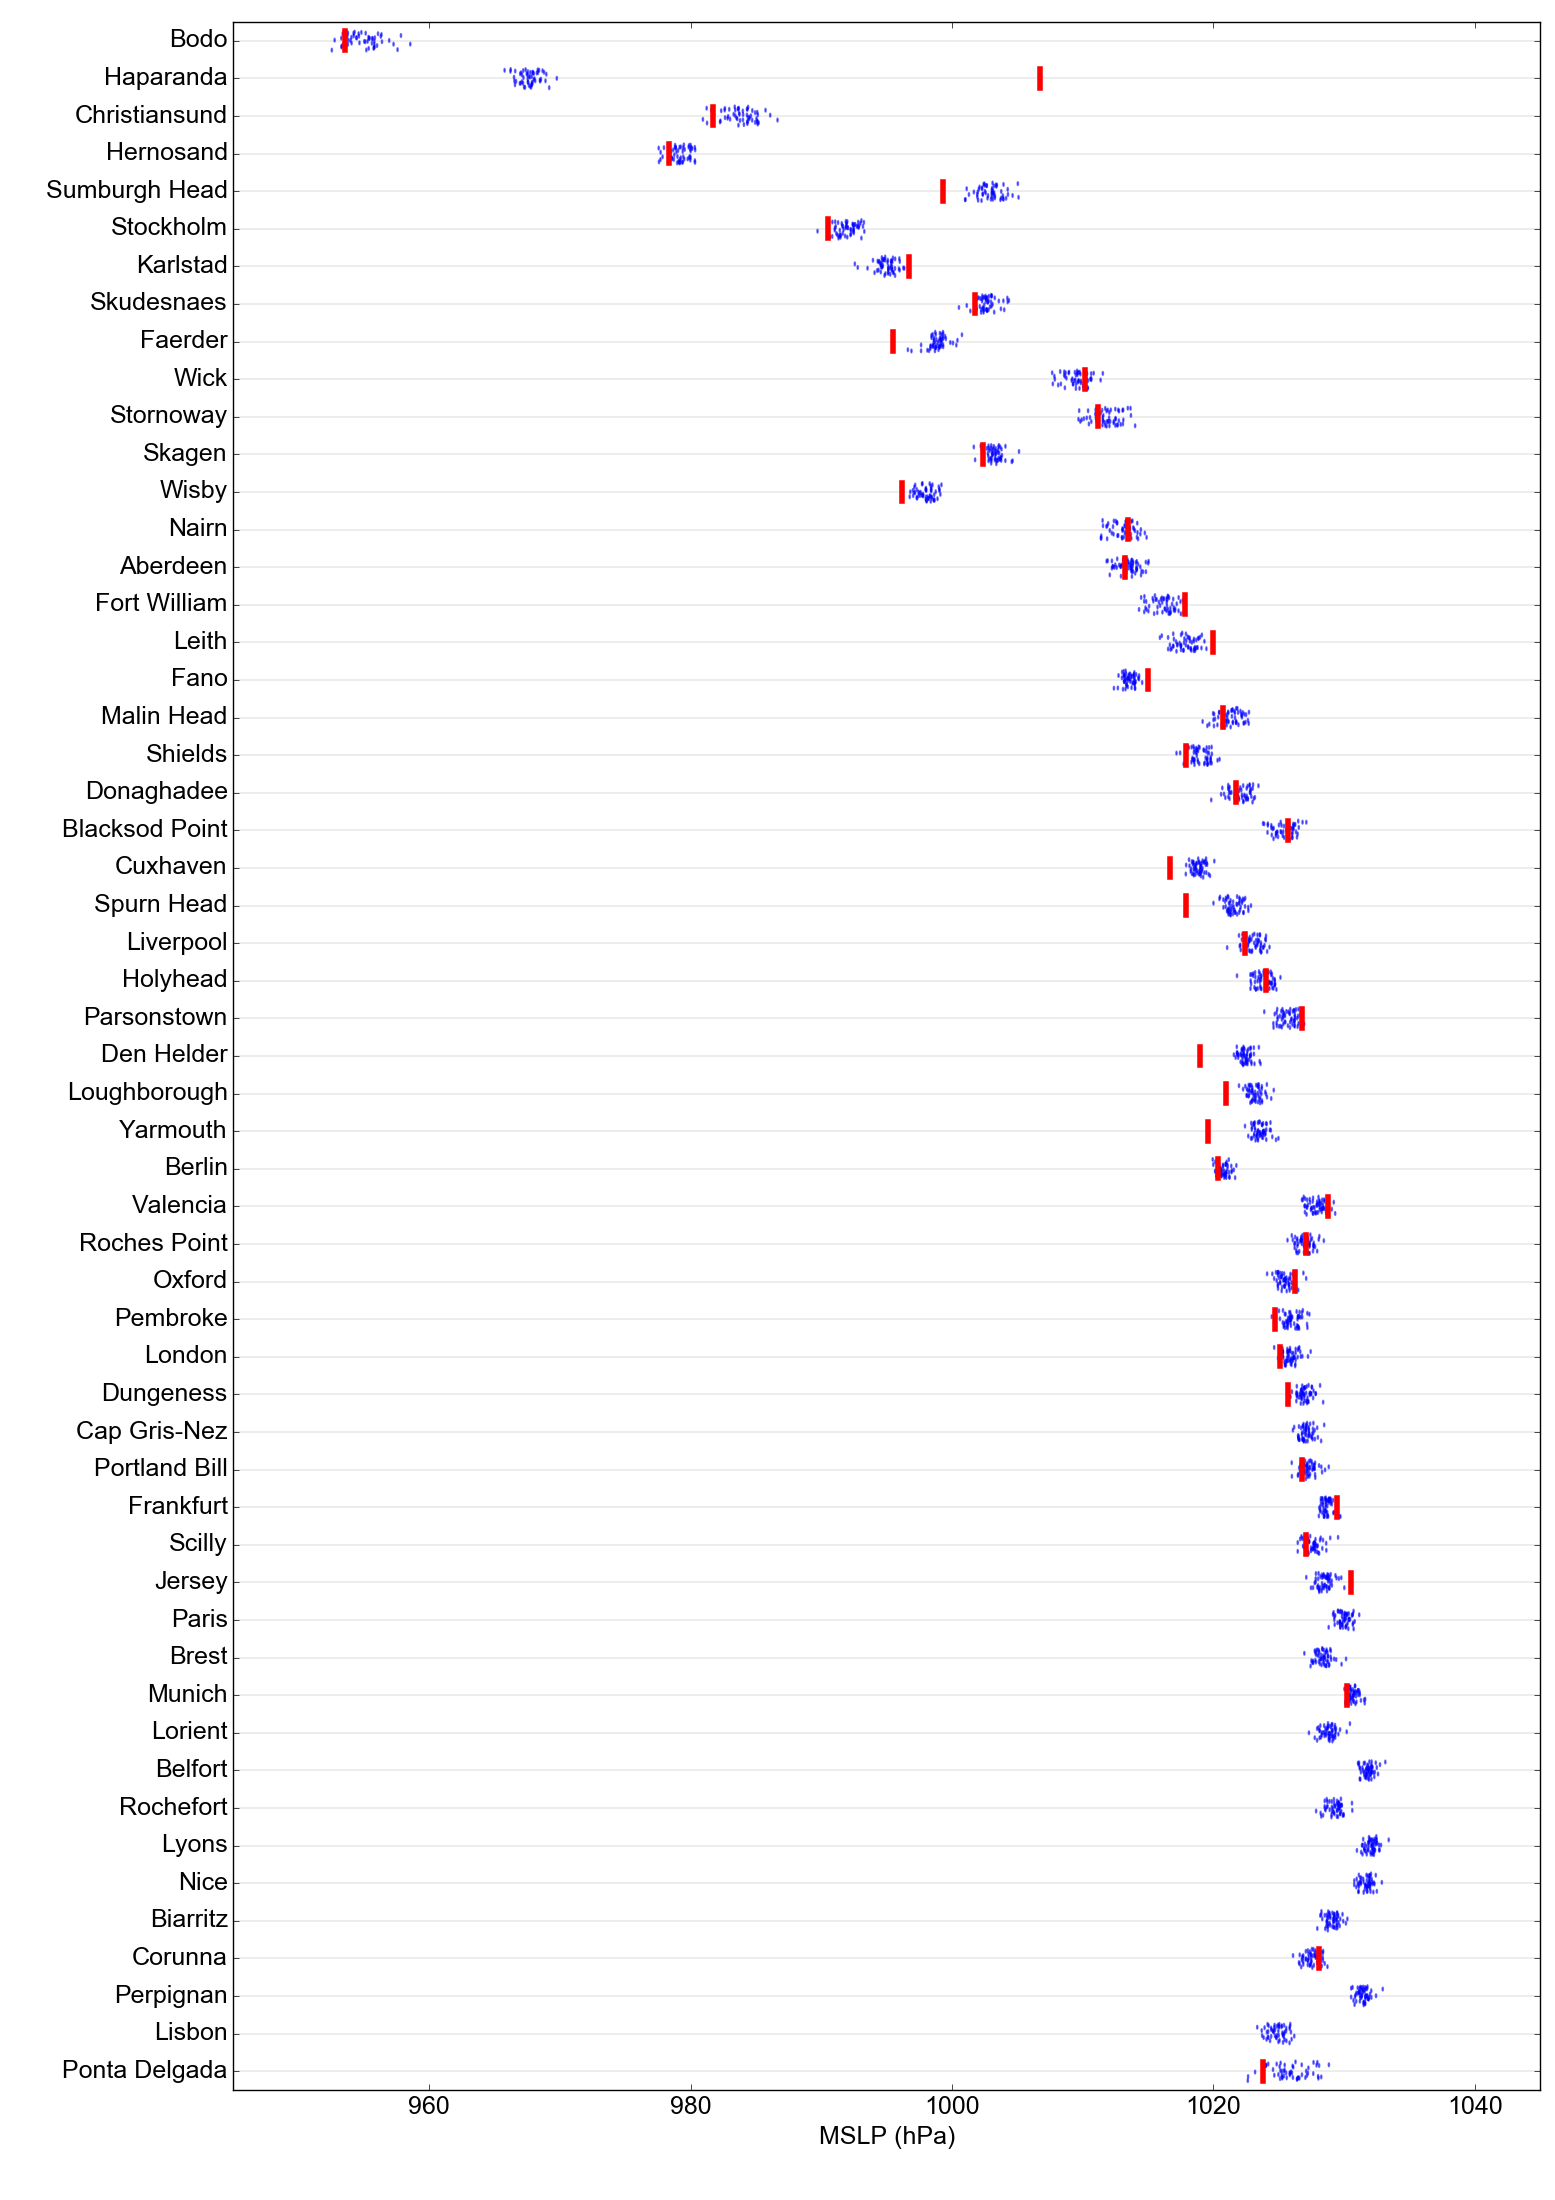 Bodo
Haparanda
Christiansund
Hernosand
Sumburgh Head
Stockholm
Karlstad
Skudesnaes
Faerder
Wick
Stornoway
Skagen
Wisby
Nairn
Aberdeen
Fort William
Leith
Fano
Malin Head
Shields
Donaghadee
Blacksod Point
Cuxhaven
Spurn Head
Liverpool
Holyhead
Parsonstown
Den Helder
Loughborough
Yarmouth
Berlin
Valencia
Roches Point
Oxford
Pembroke
London
Dungeness
Cap Gris-Nez
Portland Bill
Frankfurt
Scilly
Jersey
Paris
Brest
Munich
Lorient
Belfort
Rochefort
Lyons
Nice
Biarritz
Corunna
Perpignan
Lisbon
Ponta Delgada
960 980 1000 1020 1040
MSLP (hPa)